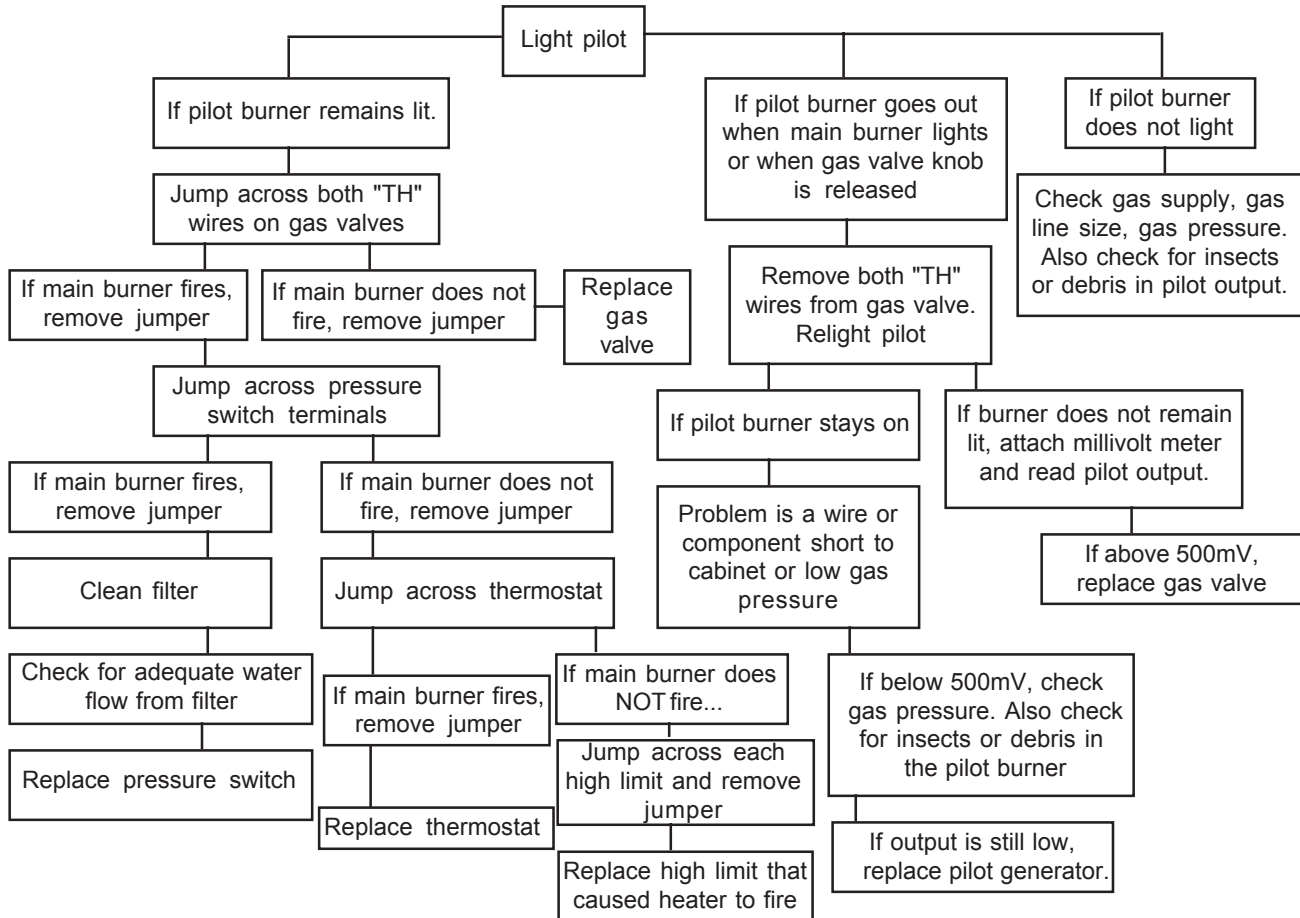 Light pilot
If pilot burner remains lit.
If pilot burner goes out
when main burner lights
or when gas valve knob
is released
If pilot burner
does not light
Jump across both "TH"
wires on gas valves
Check gas supply, gas
line size, gas pressure.
Also check for insects
or debris in pilot output.
If main burner fires,
remove jumper
If main burner does not
fire, remove jumper
Replace
gas
valve
Remove both "TH"
wires from gas valve.
Relight pilot
Jump across pressure
switch terminals
If pilot burner stays on
If burner does not remain
lit, attach millivolt meter
and read pilot output.
If main burner fires,
remove jumper
If main burner does not
fire, remove jumper
Problem is a wire or
component short to
cabinet or low gas
pressure
If above 500mV,
replace gas valve
Clean filter
Jump across thermostat
Check for adequate water
flow from filter
If main burner fires,
remove jumper
If main burner does
NOT fire...
If below 500mV, check
gas pressure. Also check
for insects or debris in
the pilot burner
Replace pressure switch
Jump across each
high limit and remove
jumper
Replace thermostat
If output is still low,
replace pilot generator.
Replace high limit that
caused heater to fire